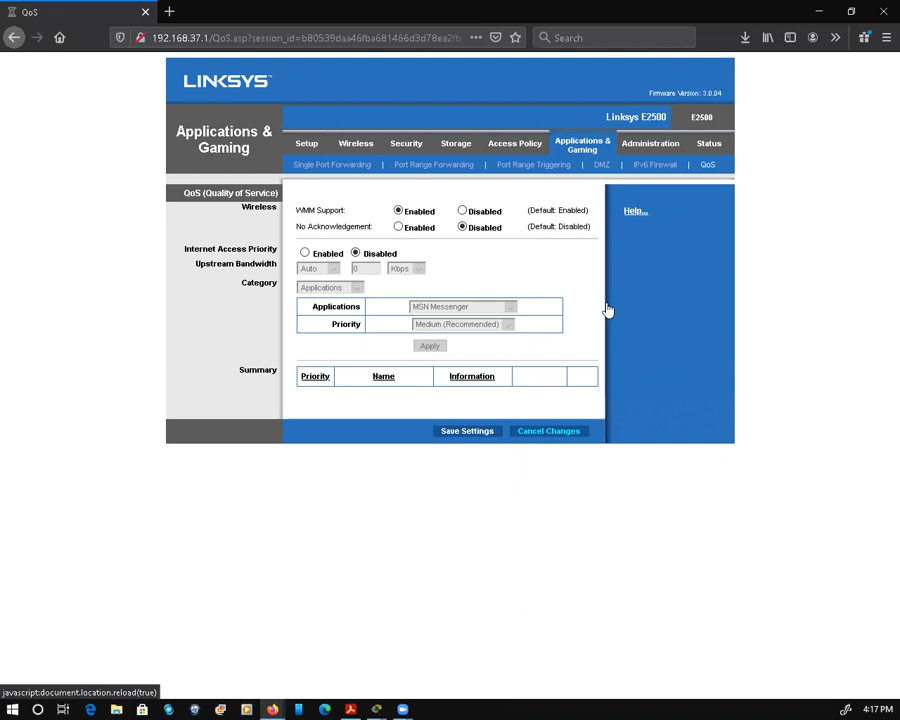 QoS
192.168.37.1/QoS.asp?session_id=b80539daa46fba681466d3d78ea2fb
Search
LINKSYS™
Firmware Version: 3.0.04
Linksys E2500
E2500
Applications & Gaming
Setup
Wireless
Security
Storage
Access Policy
Applications & Gaming
Administration
Status
Single Port Forwarding | Port Range Forwarding | Port Range Triggering | DMZ | IPv6 Firewall | QoS
QoS (Quality of Service)
Wireless
WMM Support: Enabled Disabled (Default: Enabled)
No Acknowledgement: Enabled Disabled (Default: Disabled)
Help...
Internet Access Priority
Enabled Disabled
Upstream Bandwidth
Auto 0 Kbps
Category
Applications
Applications MSN Messenger
Priority Medium (Recommended)
Apply
Summary
Priority Name Information
Save Settings
Cancel Changes
javascript:document.location.reload(true)
4:17 PM